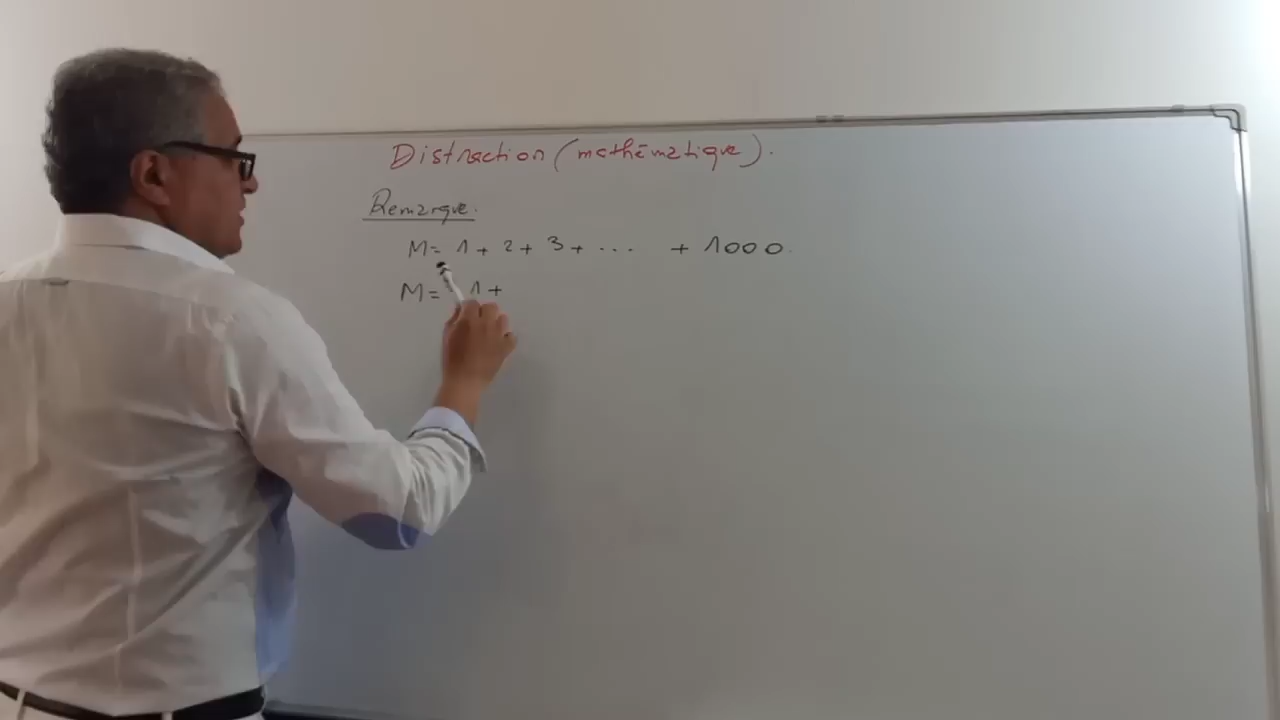 Distraction (mathématique).
Remarque.
M= 1 + 2 + 3 + ... + 1000.
M= 1 +